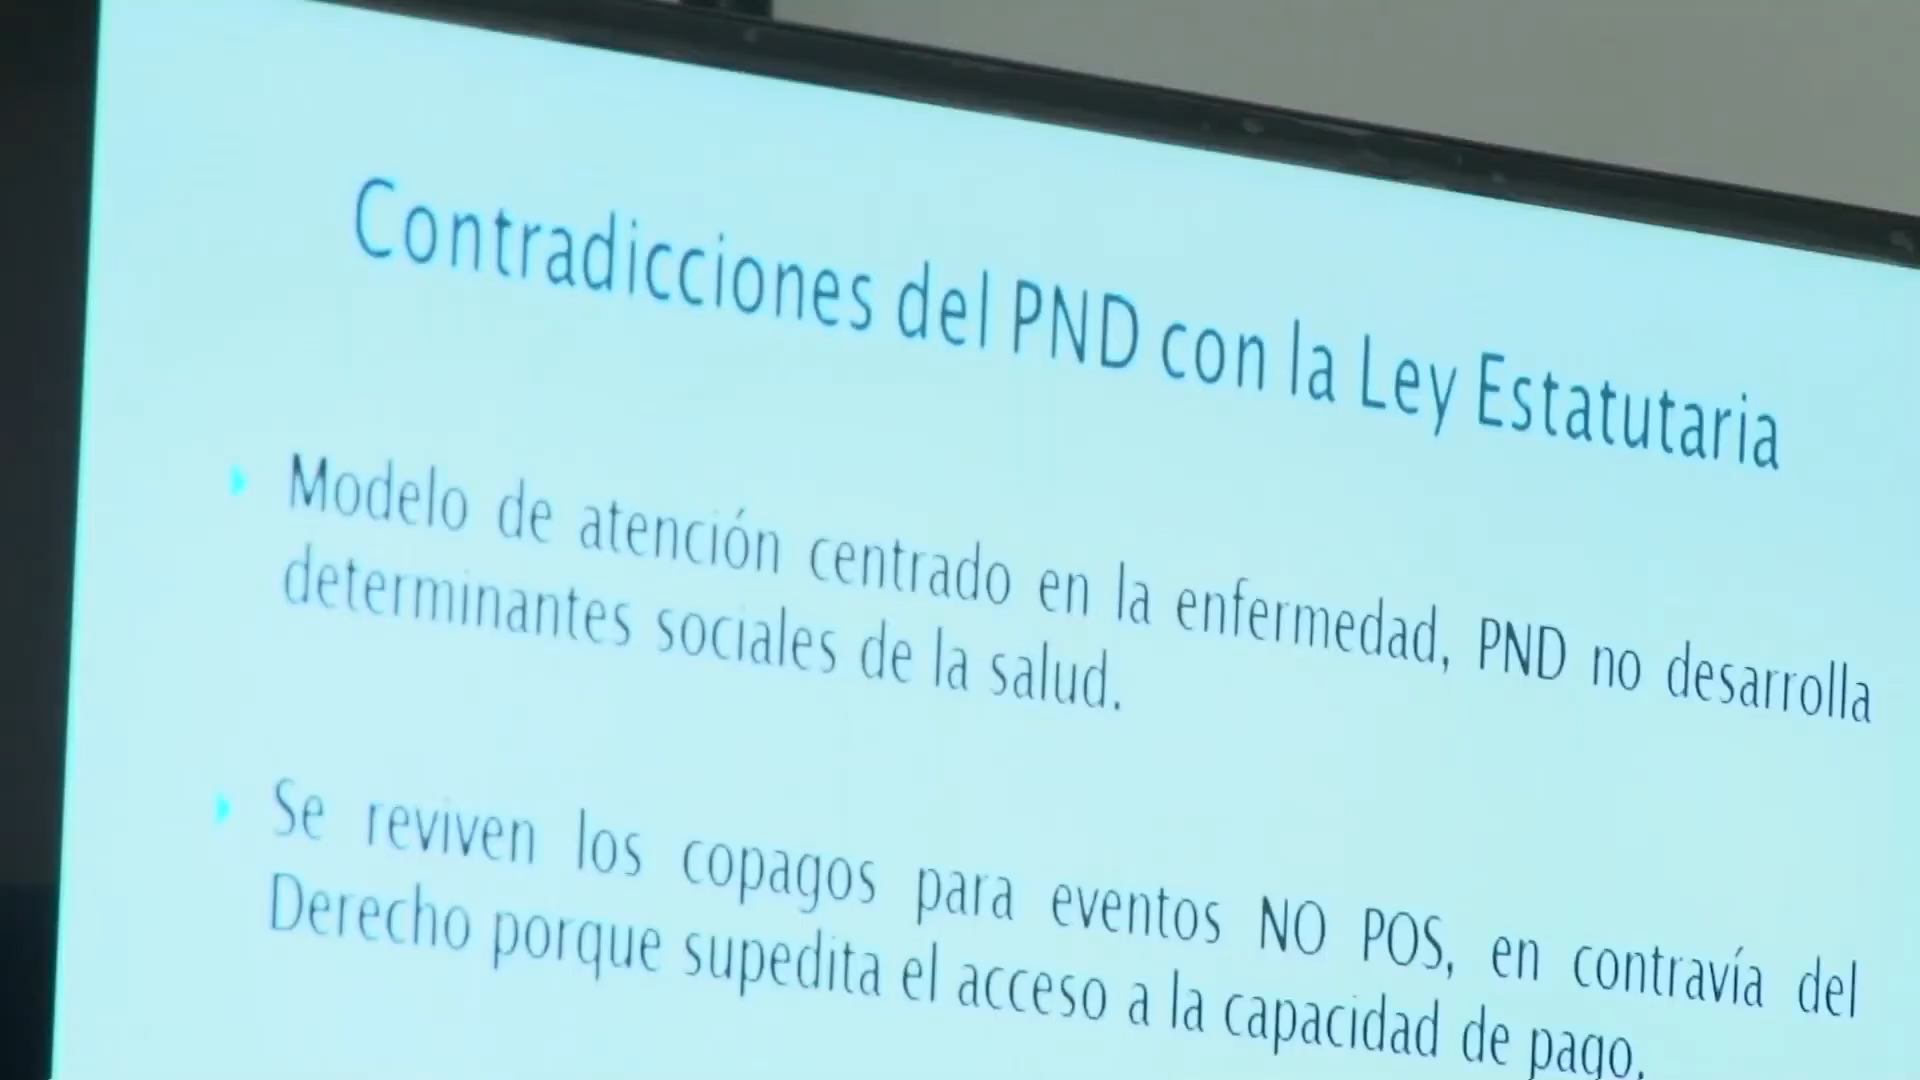 Contradicciones del PND con la Ley Estatutaria
Modelo de atención centrado en la enfermedad, PND no desarrolla
determinantes sociales de la salud.
Se reviven los copagos para eventos NO POS, en contravía del
Derecho porque supedita el acceso a la capacidad de pago.